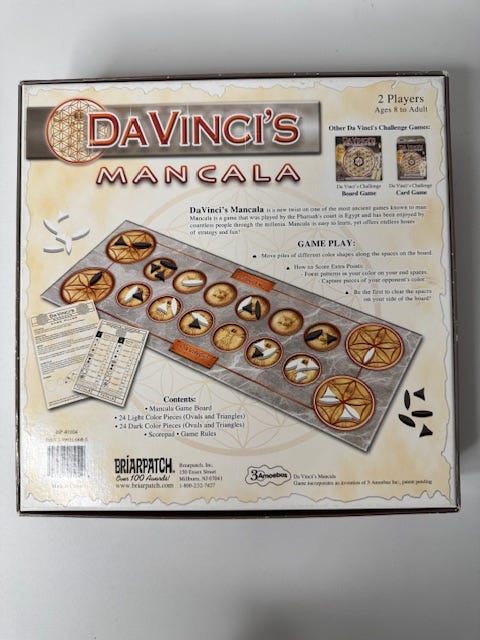 DAVINCI'S
MANCALA
2 Players
Ages 8 to Adult
Other Da Vinci's Challenge Games:
Da Vinci's Challenge
Board Game
Da Vinci's Challenge
Card Game
DaVinci's Mancala is a new twist on one of the most ancient games known to man.
Mancala is a game that was played by the Pharaoh's court in Egypt and has been enjoyed by
countless people through the millenia. Mancala is easy to learn, yet offers endless hours
of strategy and fun!
GAME PLAY:
Move piles of different color shapes along the spaces on the board.
How to Score Extra Points:
- Form patterns in your color on your end spaces.
- Capture pieces of your opponent's color.
Be the first to clear the spaces
on your side of the board!
Contents:
• Mancala Game Board
• 24 Light Color Pieces (Ovals and Triangles)
• 24 Dark Color Pieces (Ovals and Triangles)
• Scorepad • Game Rules
Made in China
BRIARPATCH
Over 100 Awards!
www.briarpatch.com
Briarpatch, Inc.
150 Essex Street
Millburn, NJ 07041
1-800-232-7427
3Amoebus
Da Vinci's Mancala
Game incorporates an invention of 3 Amoebus Inc., patent pending